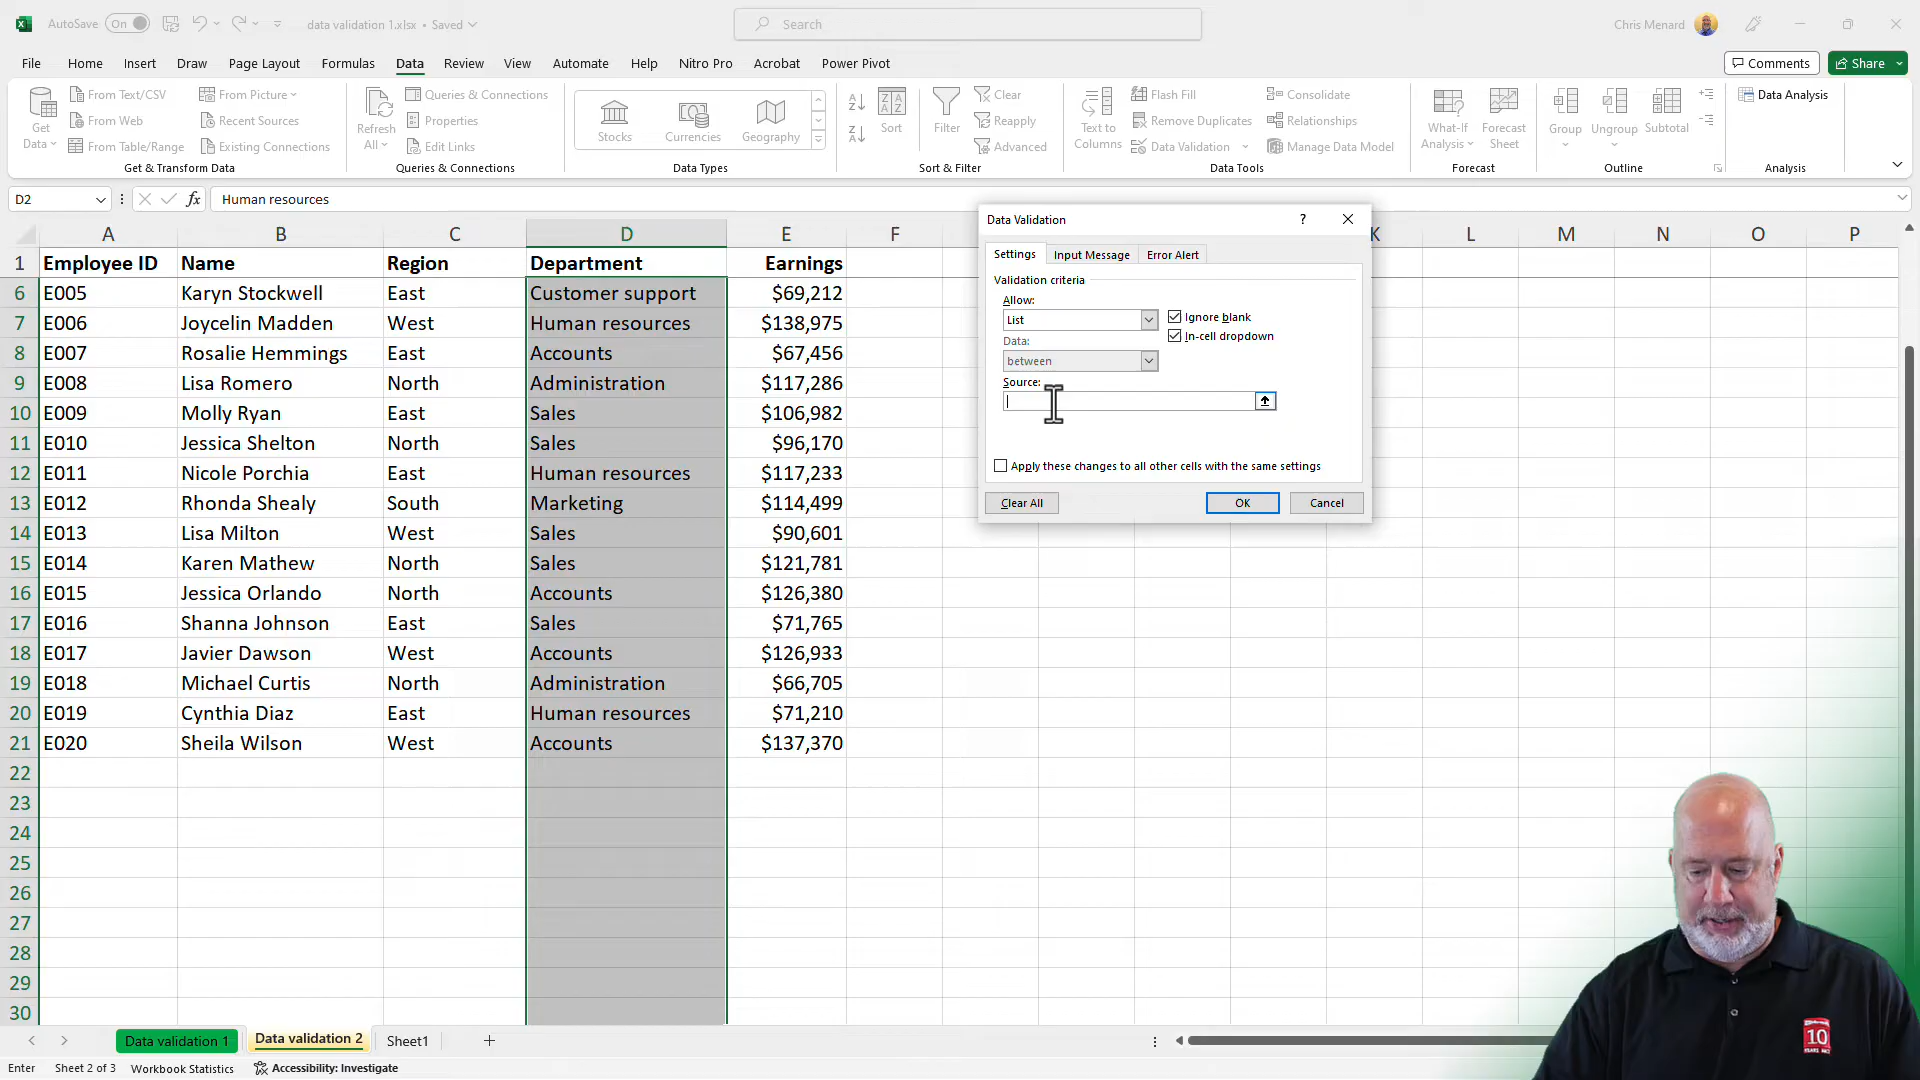 AutoSave On data validation 1.xlsx • Saved Search Chris Menard
File Home Insert Draw Page Layout Formulas Data Review View Automate Help Nitro Pro Acrobat Power Pivot Comments Share
Get Data From Text/CSV From Web From Table/Range From Picture Recent Sources Existing Connections
Get & Transform Data
Refresh All Queries & Connections Properties Edit Links
Queries & Connections
Stocks Currencies Geography
Data Types
Sort Filter Clear Reapply Advanced
Sort & Filter
Text to Columns Flash Fill Remove Duplicates Data Validation Consolidate Relationships Manage Data Model
Data Tools
What-If Analysis Forecast Sheet
Forecast
Group Ungroup Subtotal
Outline
Data Analysis
Analysis
D2 fx Human resources
A B C D E F K L M N O P
1 Employee ID Name Region Department Earnings
6 E005 Karyn Stockwell East Customer support $69,212
7 E006 Joycelin Madden West Human resources $138,975
8 E007 Rosalie Hemmings East Accounts $67,456
9 E008 Lisa Romero North Administration $117,286
10 E009 Molly Ryan East Sales $106,982
11 E010 Jessica Shelton North Sales $96,170
12 E011 Nicole Porchia East Human resources $117,233
13 E012 Rhonda Shealy South Marketing $114,499
14 E013 Lisa Milton West Sales $90,601
15 E014 Karen Mathew North Sales $121,781
16 E015 Jessica Orlando North Accounts $126,380
17 E016 Shanna Johnson East Sales $71,765
18 E017 Javier Dawson West Accounts $126,933
19 E018 Michael Curtis North Administration $66,705
20 E019 Cynthia Diaz East Human resources $71,210
21 E020 Sheila Wilson West Accounts $137,370
22
23
24
25
26
27
28
29
30
Data Validation ?
Settings Input Message Error Alert
Validation criteria
Allow:
List Ignore blank
Data: In-cell dropdown
between
Source:
Apply these changes to all other cells with the same settings
Clear All OK Cancel
10
Data validation 1 Data validation 2 Sheet1
Enter Sheet 2 of 3 Workbook Statistics Accessibility: Investigate